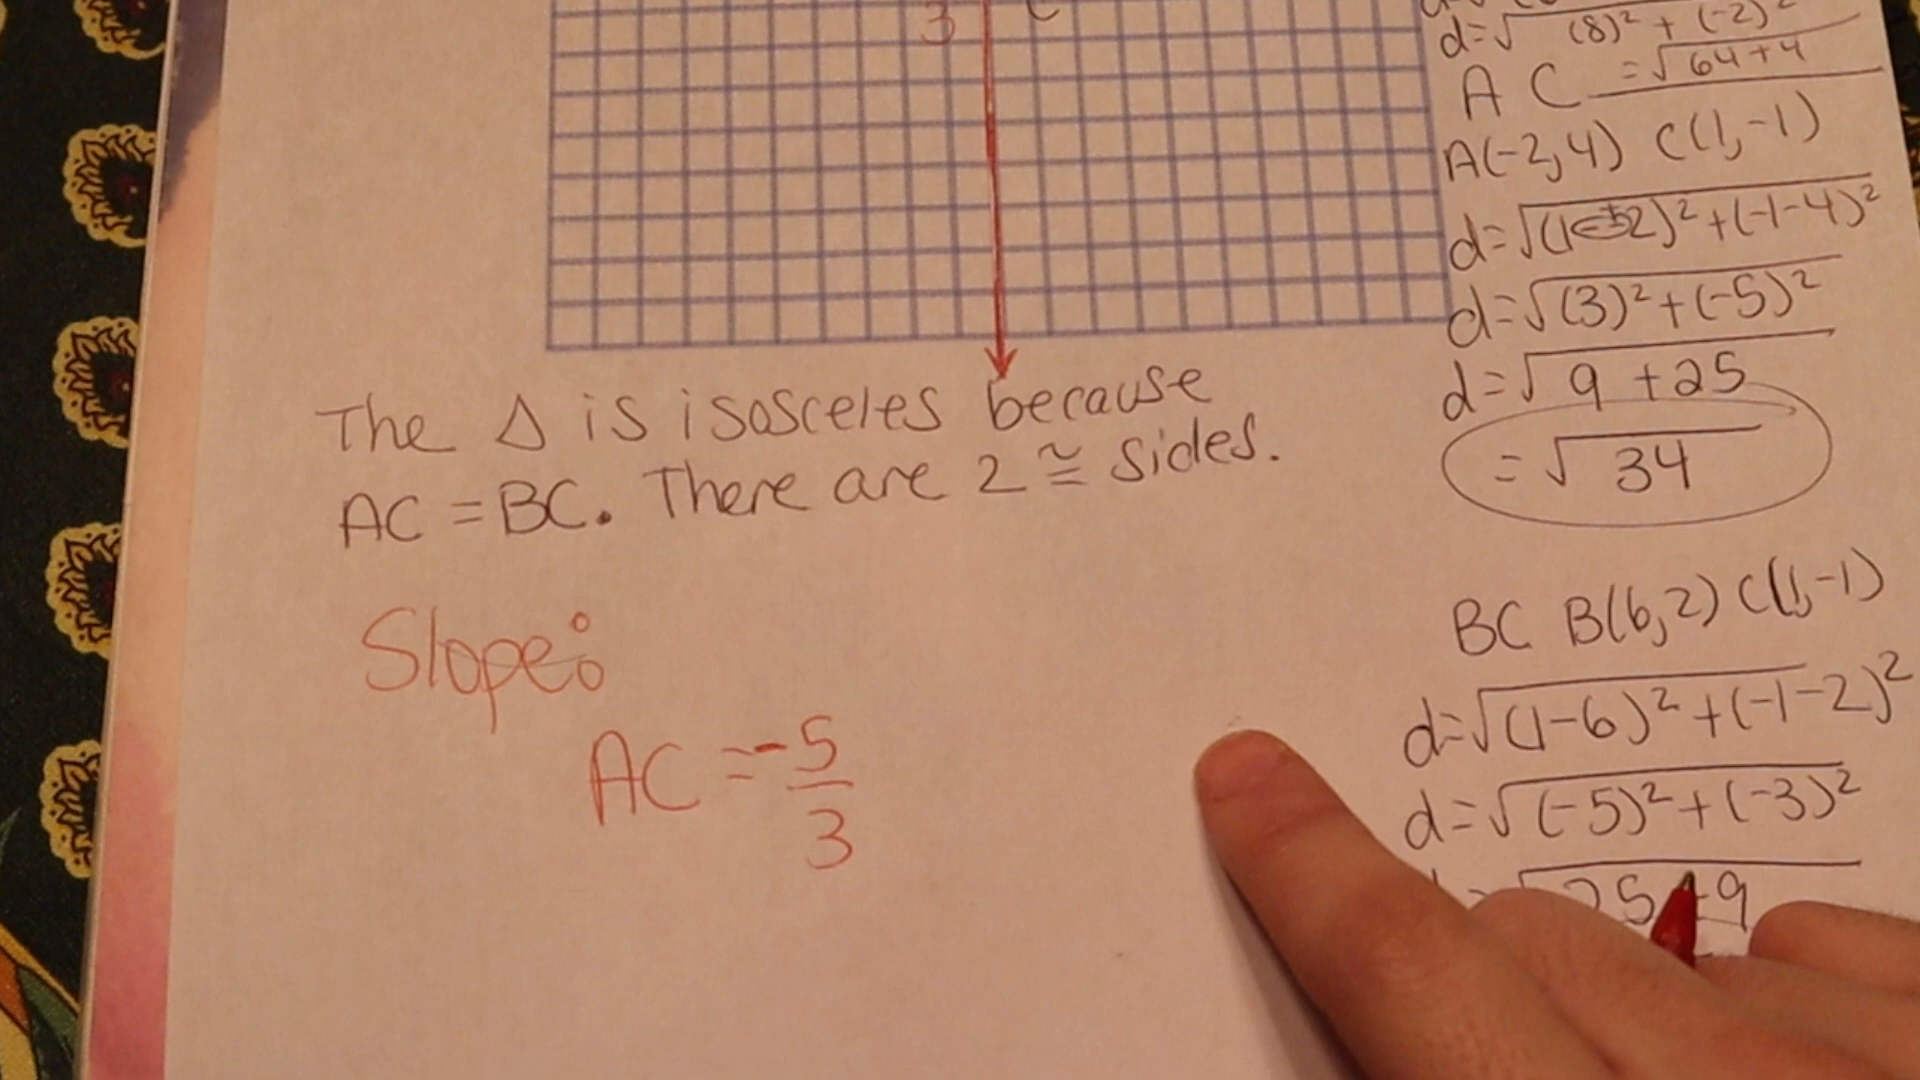 3
The Δ is isosceles because
AC = BC. There are 2 ≅ sides.
Slope:
AC = -5/3
d=√(8)² + (-2)²
=√64+4
A C
A(-2,4) C(1,-1)
d=√(1-+2)²+(-1-4)²
d=√(3)²+(-5)²
d=√9+25
=√34
BC B(6,2) C(1,-1)
d=√(1-6)²+(-1-2)²
d=√(-5)²+(-3)²
25+9